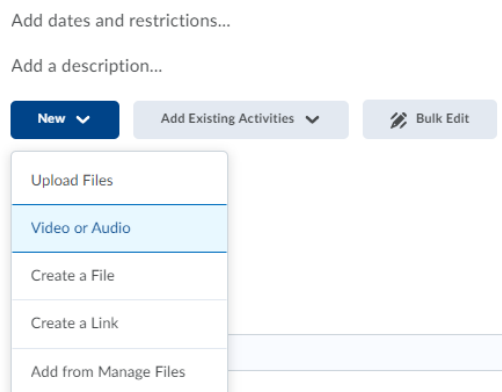 Add dates and restrictions...
Add a description...
New Add Existing Activities Bulk Edit
Upload Files
Video or Audio
Create a File
Create a Link
Add from Manage Files